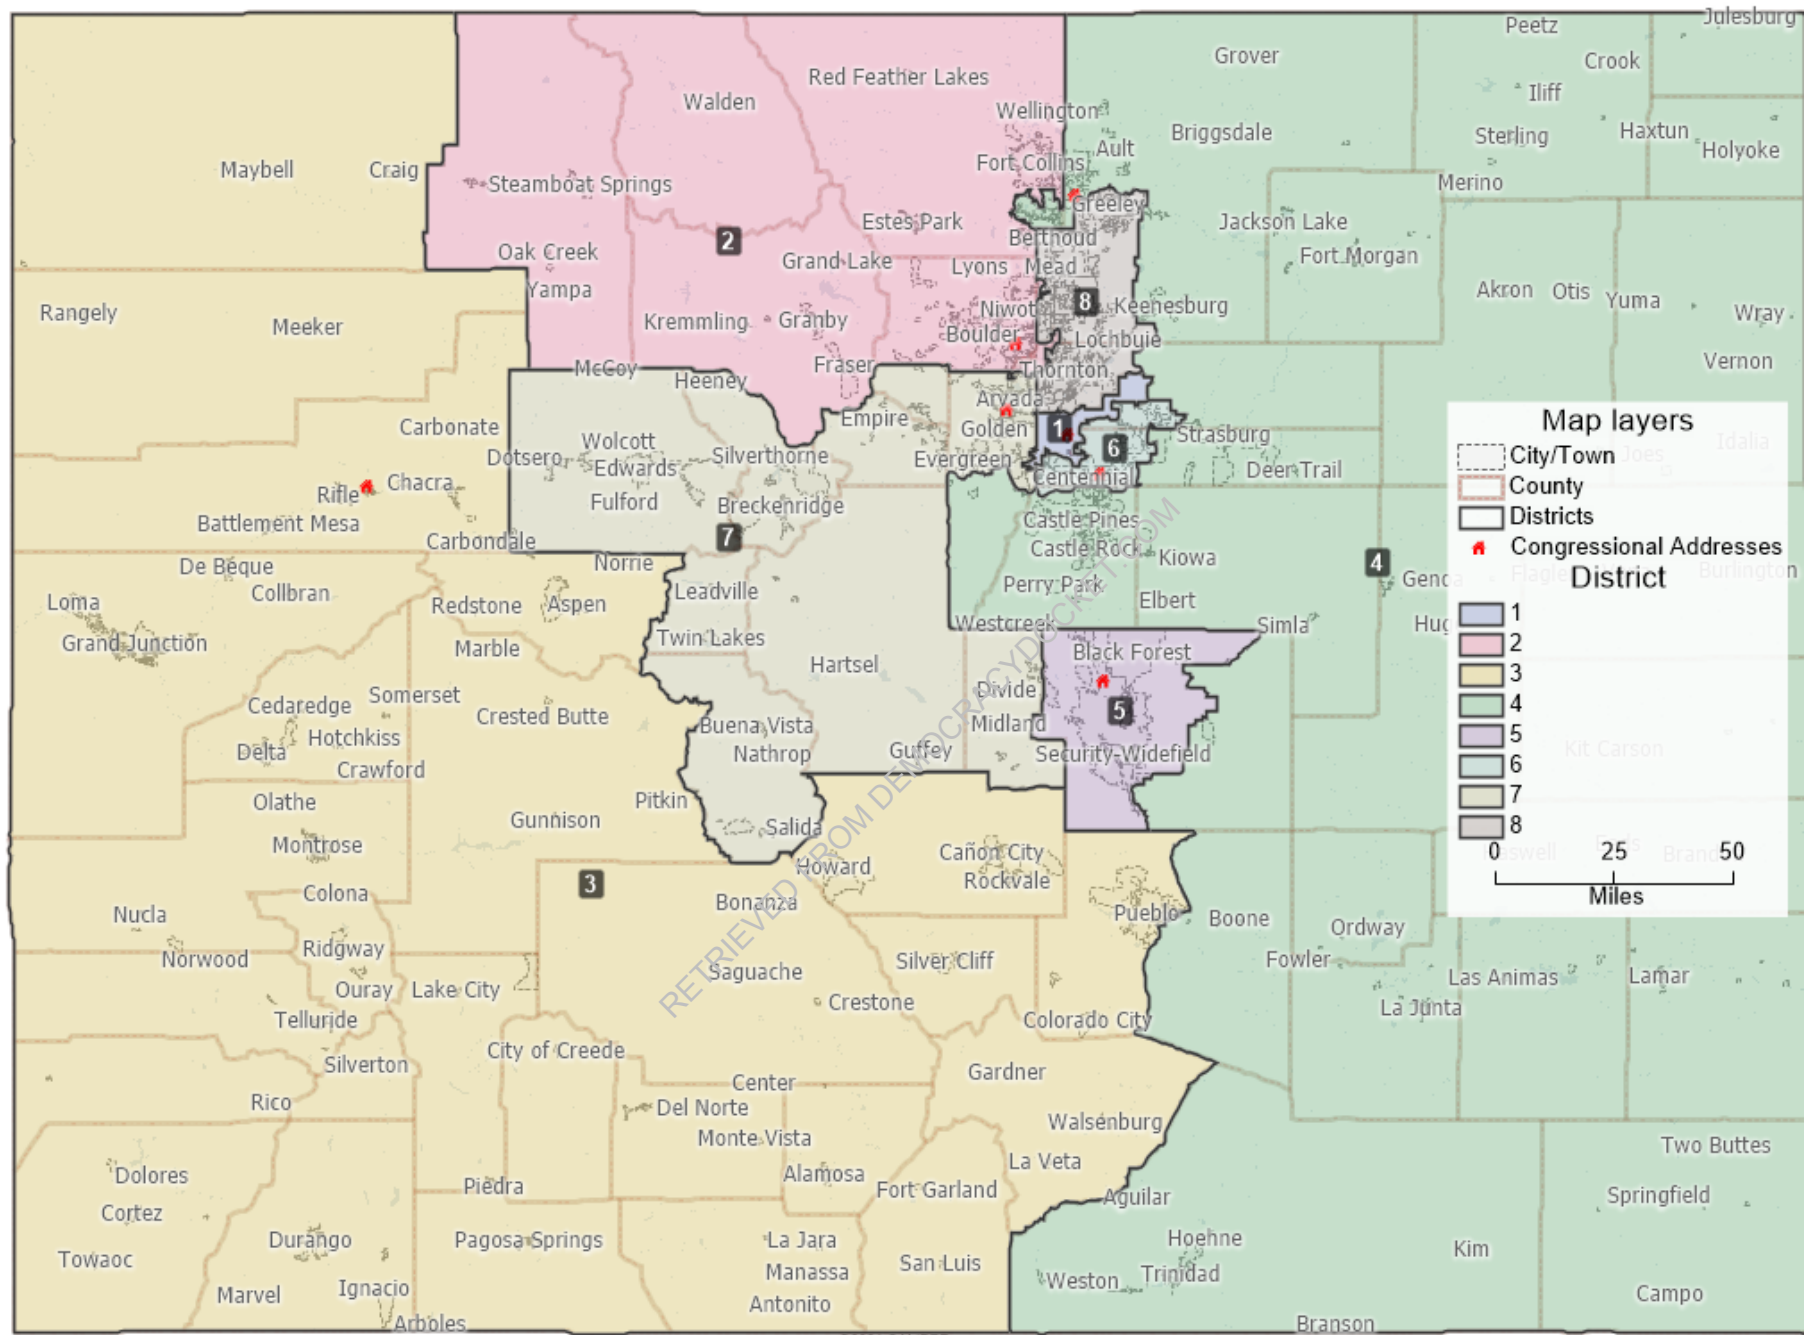 Julesburg
Peetz
Grover
Crook
Red Feather Lakes
Iliff
Walden
Wellington
Briggsdale
Sterling
Haxtun
Holyoke
Ault
Fort Collins
Maybell
Craig
Steamboat Springs
Merino
Greeley
Estes Park
Jackson Lake
Berthoud
2
Oak Creek
Grand Lake
Lyons
Mead
Fort Morgan
Yampa
Akron
Otis
Yuma
Wray
8
Keenesburg
Niwot
Rangely
Meeker
Kremmling
Granby
Boulder
Lochbuie
Vernon
McCoy
Heeney
Fraser
Thornton
Arvada
Empire
Golden
1
6
Strasburg
Carbonate
Wolcott
Dotsero
Edwards
Silverthorne
Evergreen
Deer Trail
Centennial
Rifle
Chacra
Fulford
Breckenridge
Battlement Mesa
Castle Pines
Carbondale
7
Castle Rock
Kiowa
4
De Beque
Norrie
Collbran
Leadville
Perry Park
Genoa
Loma
Redstone
Aspen
Elbert
Grand Junction
Twin Lakes
Westcreek
Simla
Hug
Marble
Hartsel
Black Forest
Cedaredge
Somerset
Divide
5
Crested Butte
Buena Vista
Midland
Delta
Hotchkiss
Nathrop
Guffey
Security-Widefield
Crawford
Olathe
Pitkin
Gunnison
Salida
Montrose
Howard
Cañon City
Rockvale
3
Colona
Bonanza
Pueblo
Nucla
Boone
Ordway
Norwood
Ridgway
Silver Cliff
Fowler
Saguache
Las Animas
Lamar
Ouray
Lake City
Crestone
La Junta
Telluride
Colorado City
City of Creede
Silverton
Center
Gardner
Rico
Del Norte
Monte Vista
Walsenburg
Two Buttes
La Veta
Dolores
Alamosa
Piedra
Fort Garland
Aguilar
Springfield
Cortez
Durango
Pagosa Springs
La Jara
Hoehne
Kim
Towaoc
Manassa
San Luis
Weston
Trinidad
Marvel
Ignacio
Antonito
Campo
Arboles
Branson
RETRIEVED FROM DEMOCRACYDOCKET.COM
Map layers
City/Town
County
Districts
Congressional Addresses
District
1
2
3
4
5
6
7
8
0 25 50
Miles
Joes
Idalia
Burlington
Kit Carson